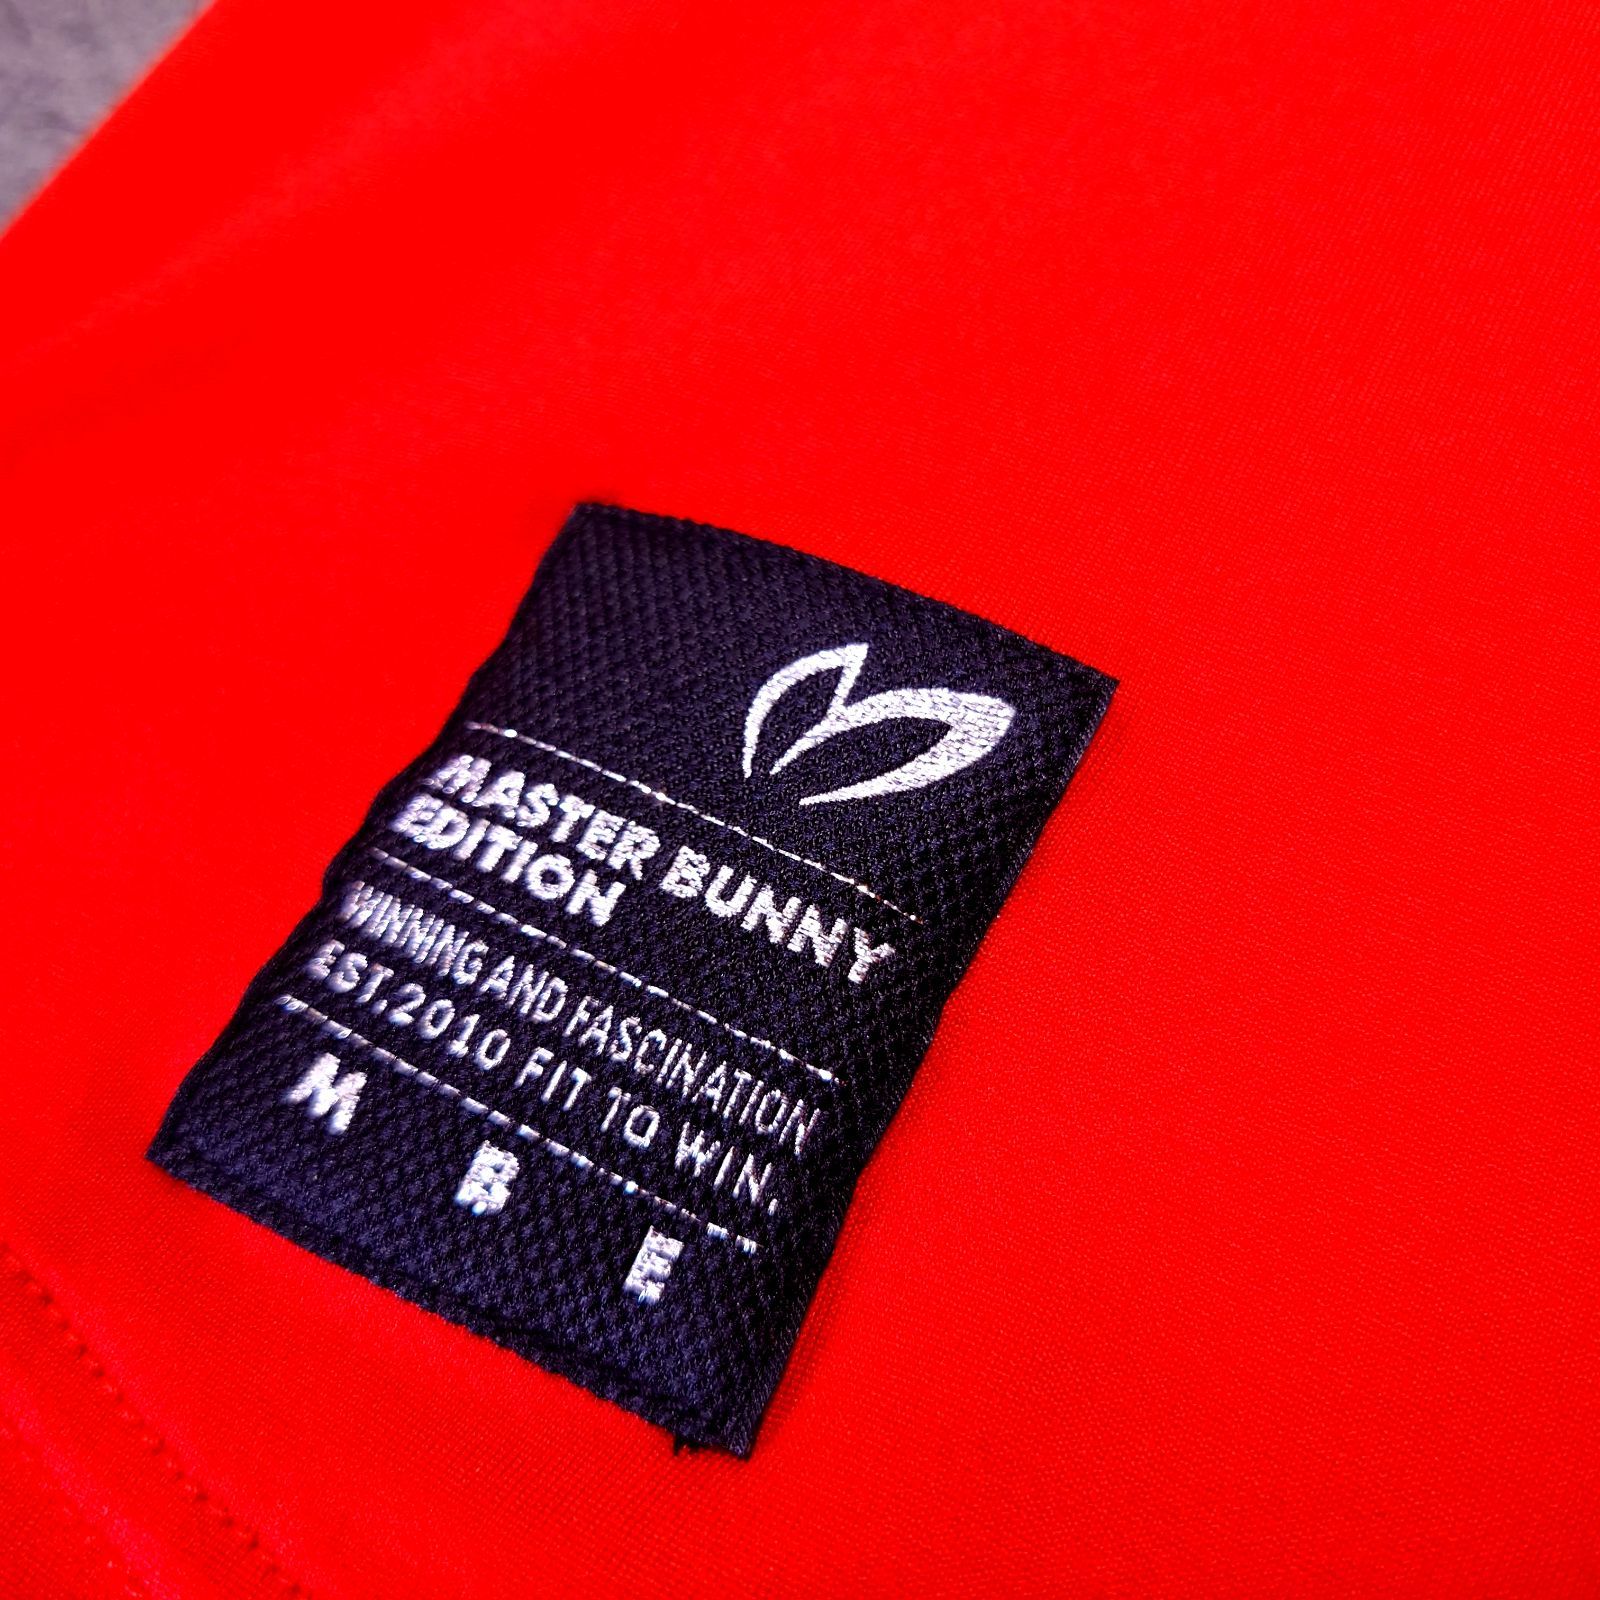 MASTER BUNNY
EDITION
WINNING AND FASCINATION
EST.2010 FIT TO WIN.
M B E